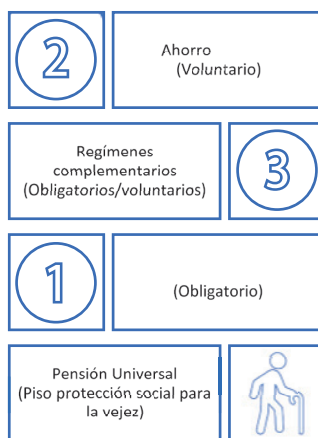 2
Ahorro
(Voluntario)
Regímenes
complementarios
(Obligatorios/voluntarios)
3
1
(Obligatorio)
Pensión Universal
(Piso protección social para
la vejez)